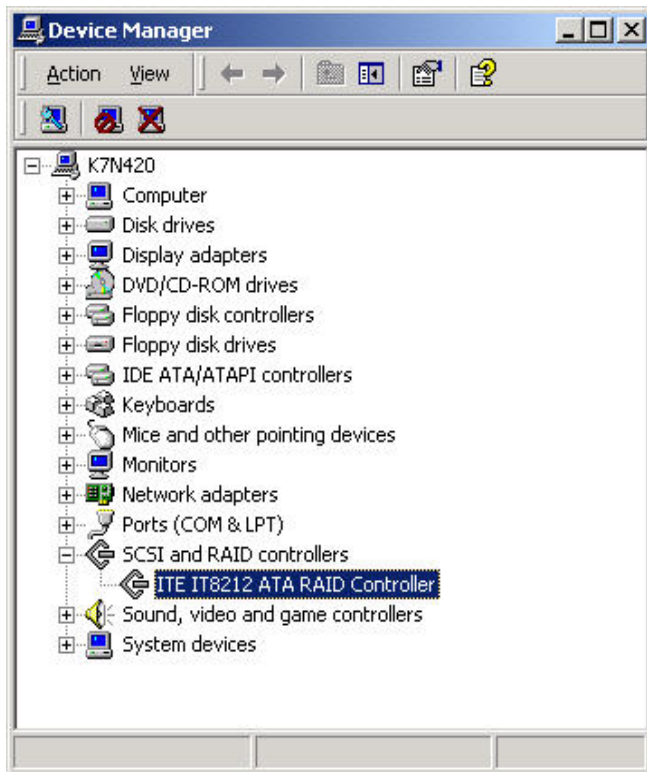 Device Manager
Action View
K7N420
Computer
Disk drives
Display adapters
DVD/CD-ROM drives
Floppy disk controllers
Floppy disk drives
IDE ATA/ATAPI controllers
Keyboards
Mice and other pointing devices
Monitors
Network adapters
Ports (COM & LPT)
SCSI and RAID controllers
ITE IT8212 ATA RAID Controller
Sound, video and game controllers
System devices